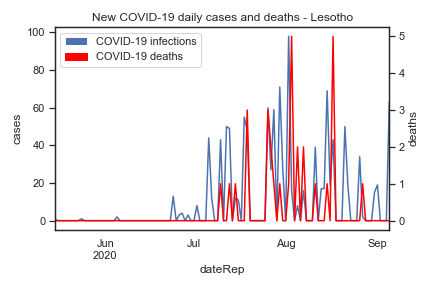 New COVID-19 daily cases and deaths - Lesotho
COVID-19 infections
COVID-19 deaths
100
80
60
40
20
0
cases
5
4
3
2
1
0
deaths
Jun
2020
Jul
Aug
Sep
dateRep